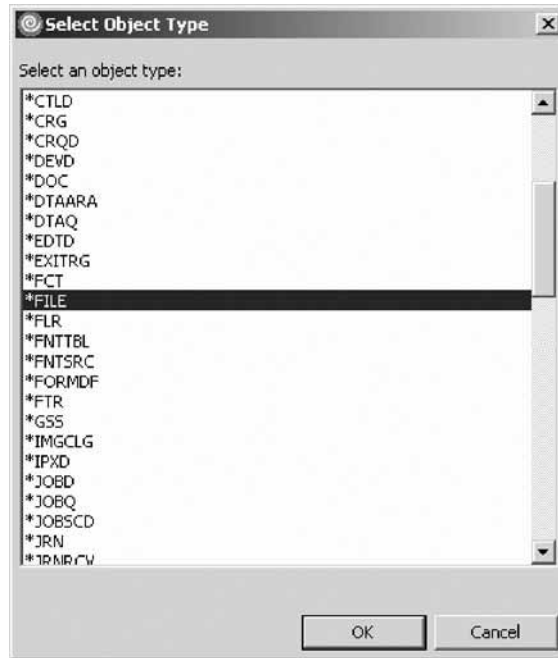 Select Object Type
Select an object type:
*CTLD
*CRG
*CRQD
*DEVD
*DOC
*DTAARA
*DTAQ
*EDTD
*EXITRG
*FCT
*FILE
*FLR
*FNTTBL
*FNTSRC
*FORMDF
*FTR
*GSS
*IMGCLG
*IPXD
*JOBD
*JOBQ
*JOBSCD
*JRN
*JRNRCV
OK Cancel